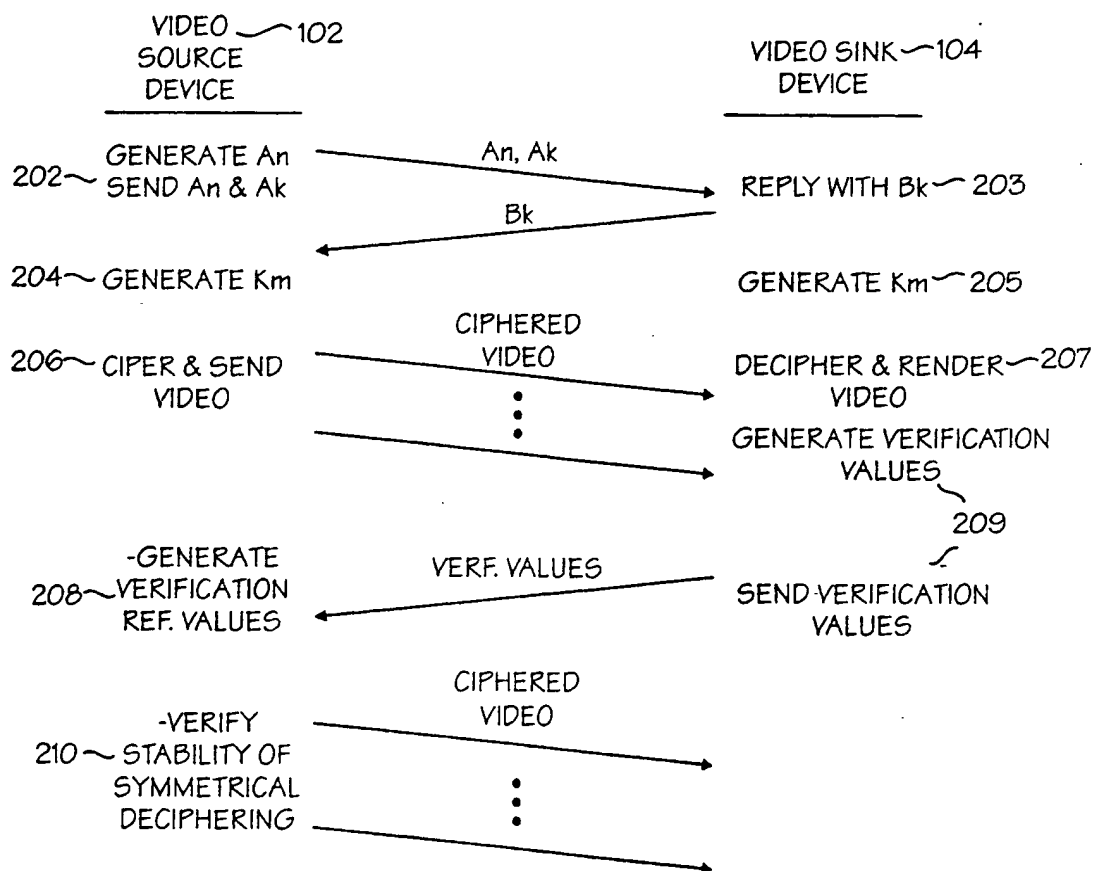 VIDEO SOURCE DEVICE 102
VIDEO SINK DEVICE 104
202 GENERATE An
SEND An & Ak
An, Ak
REPLY WITH Bk 203
Bk
204 GENERATE Km
GENERATE Km 205
206 CIPER & SEND
VIDEO
CIPHERED
VIDEO
DECIPHER & RENDER 207
VIDEO
GENERATE VERIFICATION
VALUES
209
-GENERATE
208 VERIFICATION
REF. VALUES
VERF. VALUES
SEND VERIFICATION
VALUES
CIPHERED
VIDEO
-VERIFY
210 STABILITY OF
SYMMETRICAL
DECIPHERING